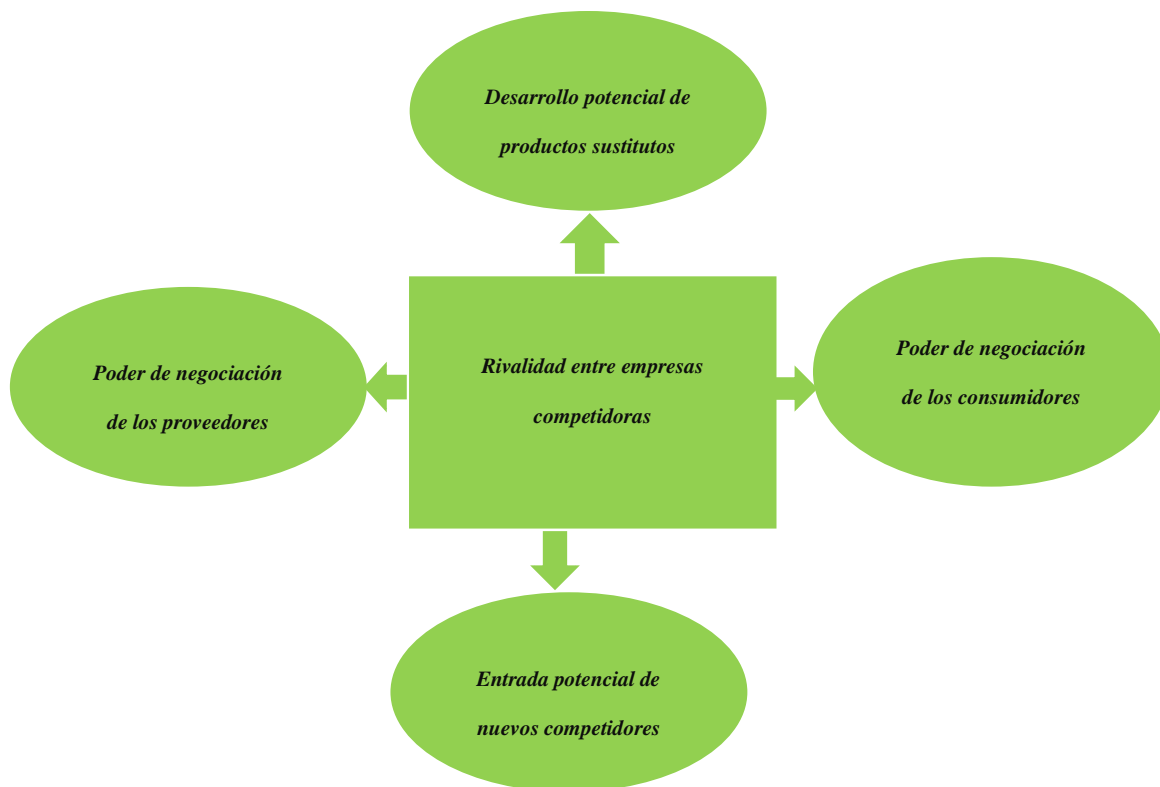 Desarrollo potencial de
productos sustitutos
Poder de negociación
de los proveedores
Rivalidad entre empresas
competidoras
Poder de negociación
de los consumidores
Entrada potencial de
nuevos competidores